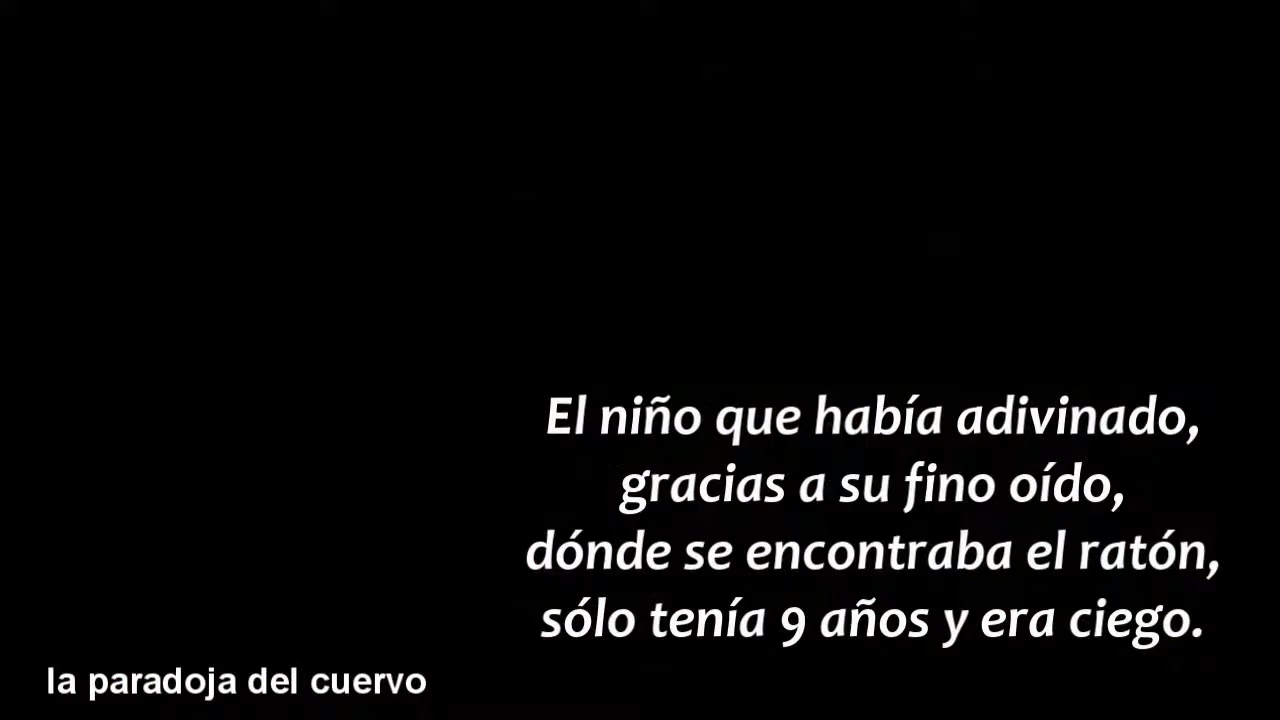 El niño que había adivinado,
gracias a su fino oído,
dónde se encontraba el ratón,
sólo tenía 9 años y era ciego.
la paradoja del cuervo